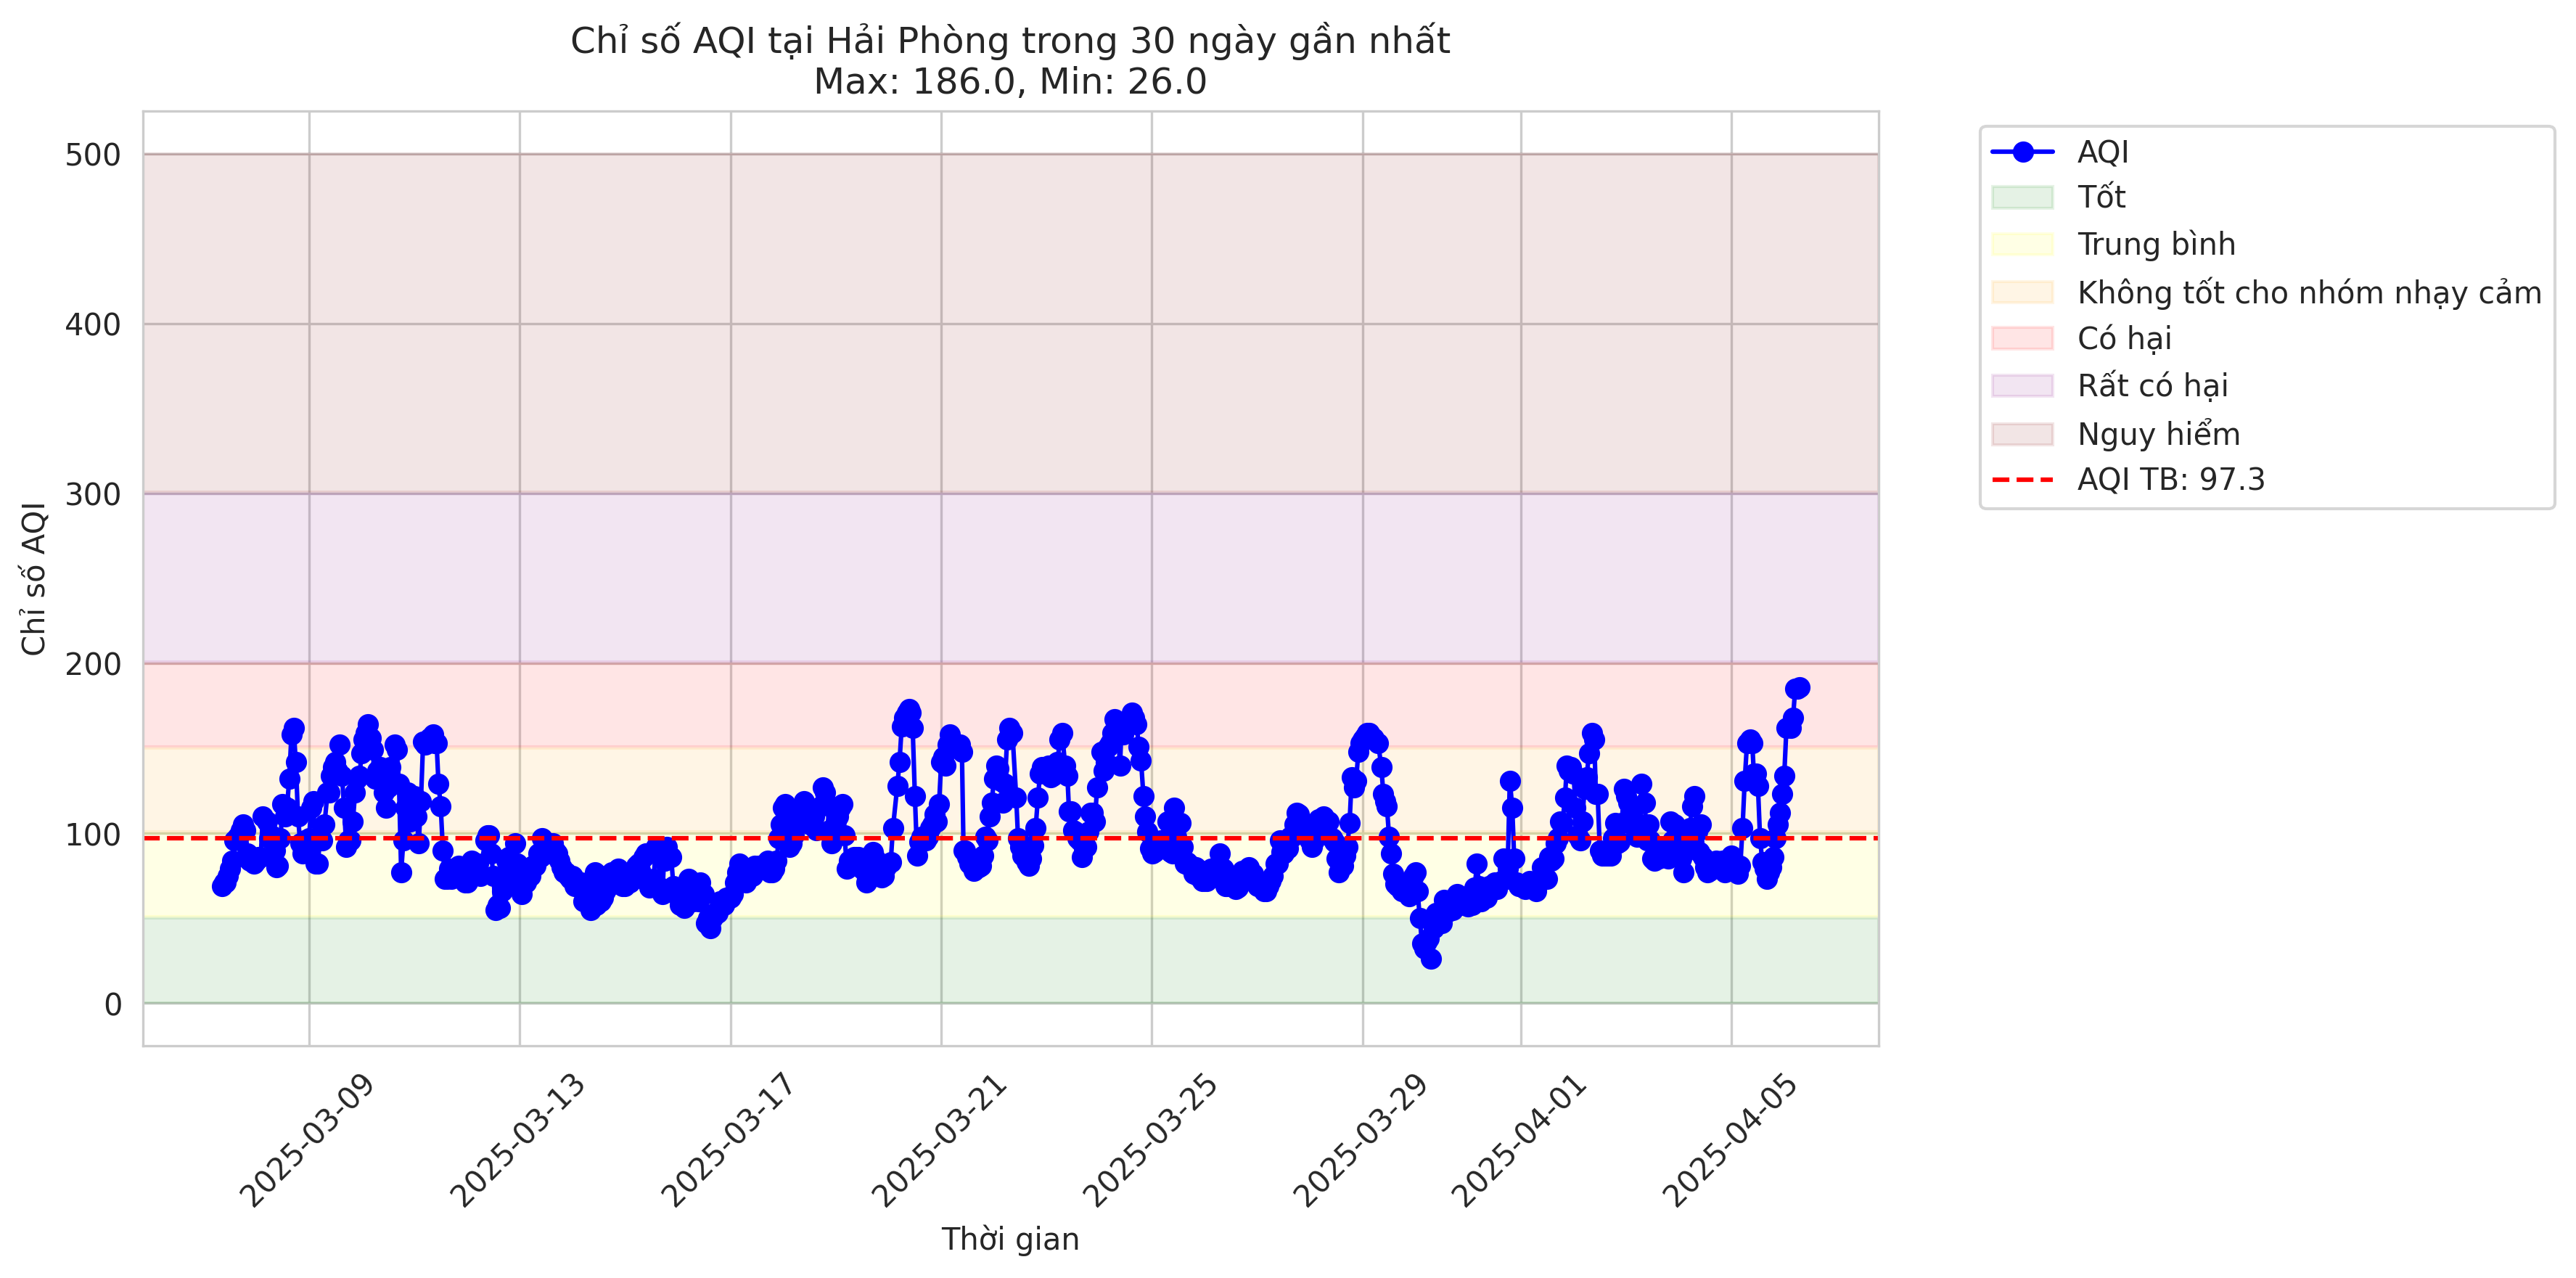 Chỉ số AQI tại Hải Phòng trong 30 ngày gần nhất
Max: 186.0, Min: 26.0
Chỉ số AQI
500
400
300
200
100
0
2025-03-09
2025-03-13
2025-03-17
2025-03-21
2025-03-25
2025-03-29
2025-04-01
2025-04-05
Thời gian
AQI
Tốt
Trung bình
Không tốt cho nhóm nhạy cảm
Có hại
Rất có hại
Nguy hiểm
AQI TB: 97.3